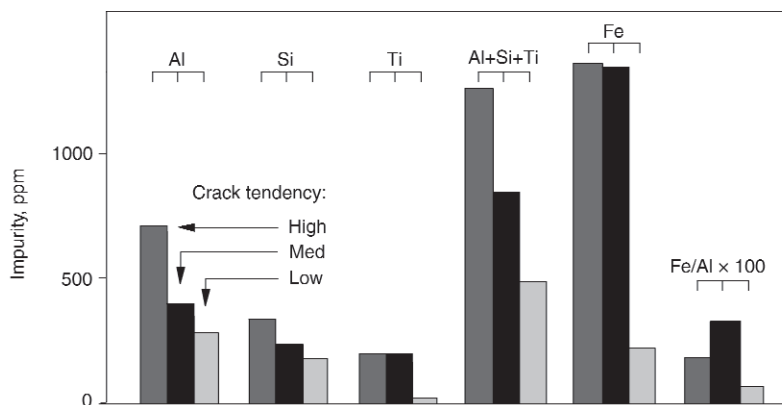 Al
Si
Ti
Al+Si+Ti
Fe
Impurity, ppm
1000
500
0
Crack tendency:
High
Med
Low
Fe/Al × 100